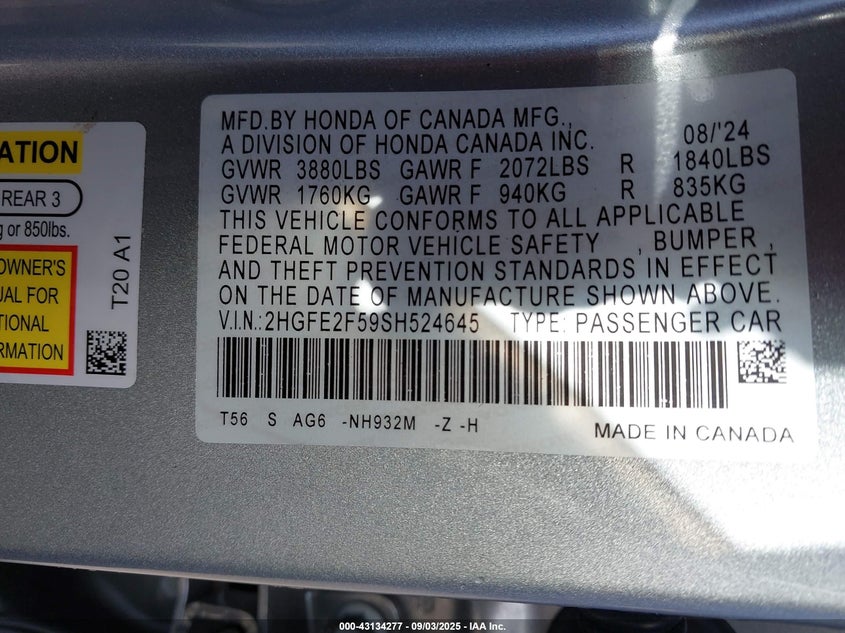 ATION
REAR 3
g or 850lbs.
OWNER'S
UAL FOR
TIONAL
RMATION
T20 A1
MFD.BY HONDA OF CANADA MFG.,
A DIVISION OF HONDA CANADA INC. 08/'24
GVWR 3880LBS GAWR F 2072LBS R 1840LBS
GVWR 1760KG GAWR F 940KG R 835KG
THIS VEHICLE CONFORMS TO ALL APPLICABLE
FEDERAL MOTOR VEHICLE SAFETY , BUMPER ,
AND THEFT PREVENTION STANDARDS IN EFFECT
ON THE DATE OF MANUFACTURE SHOWN ABOVE.
V.I.N.:2HGFE2F59SH524645 TYPE: PASSENGER CAR
T56 S AG6 -NH932M -Z -H
MADE IN CANADA
000-43134277 - 09/03/2025 - IAA Inc.